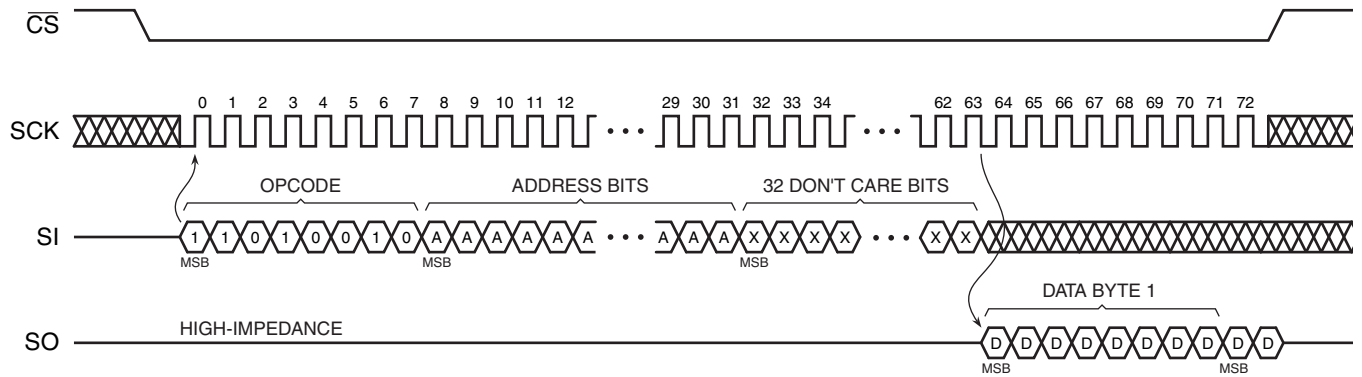 CS
0 1 2 3 4 5 6 7 8 9 10 11 12 29 30 31 32 33 34 62 63 64 65 66 67 68 69 70 71 72
SCK
OPCODE ADDRESS BITS 32 DON'T CARE BITS
SI 1 1 0 1 0 0 1 0 A A A A A A A A A X X X X X X
MSB MSB MSB
DATA BYTE 1
HIGH-IMPEDANCE
SO D D D D D D D D D D
MSB MSB